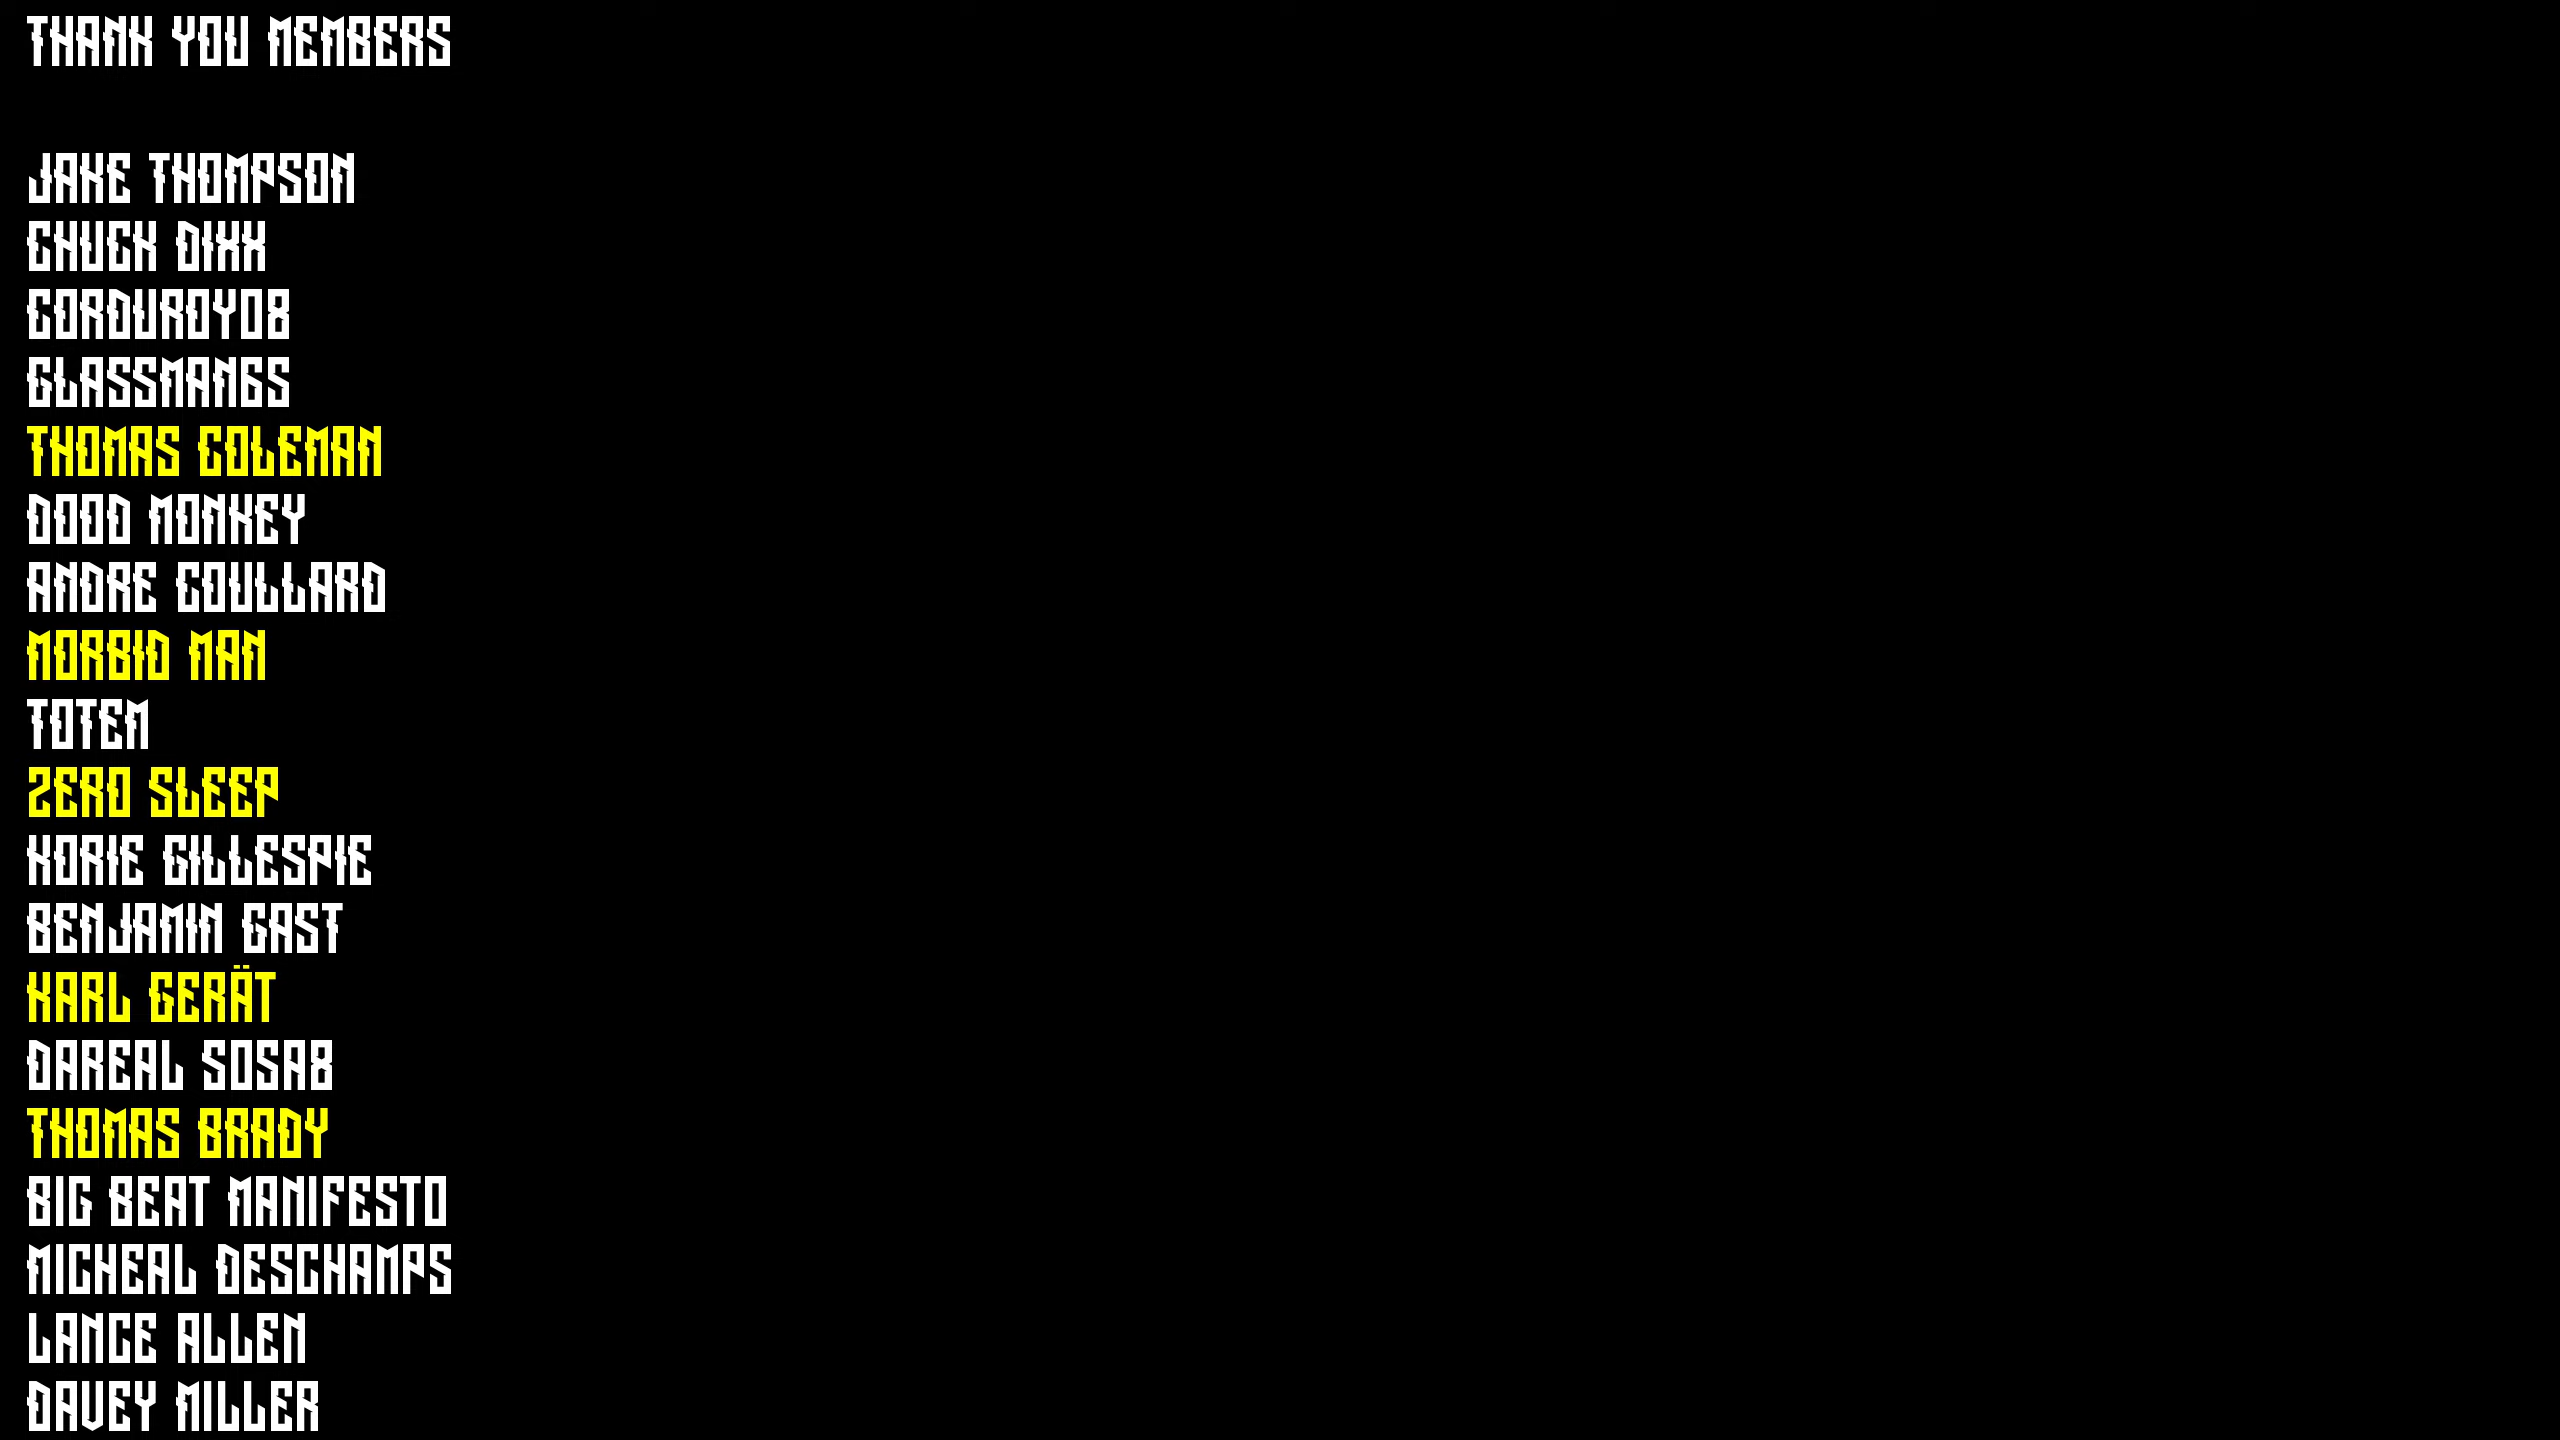 THANK YOU MEMBERS
JAKE THOMPSON
CHUCK DIXX
CORDUROY08
GLASSMAN65
THOMAS COLEMAN
DOOD MONKEY
ANDRE COULLARD
MORBID MAN
TOTEM
ZERO SLEEP
KORIE GILLESPIE
BENJAMIN GAST
KARL GERÄT
DAREAL SOSA8
THOMAS BRADY
BIG BEAT MANIFESTO
MICHEAL DESCHAMPS
LANCE ALLEN
DAVEY MILLER